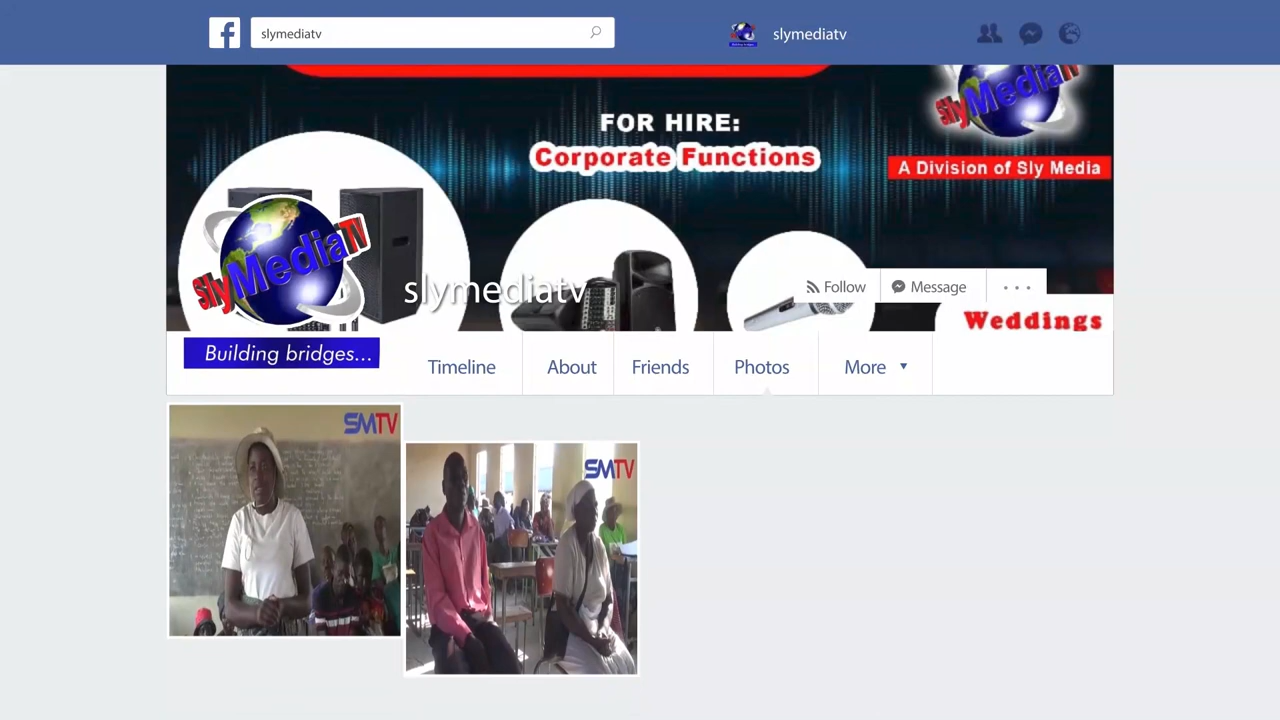 slymediatv
slymediatv
SlyMediaTV
FOR HIRE:
Corporate Functions
A Division of Sly Media
SlyMediaTV
slymediatv
Follow
Message
Weddings
Building bridges...
Timeline
About
Friends
Photos
More
SMTV
SMTV